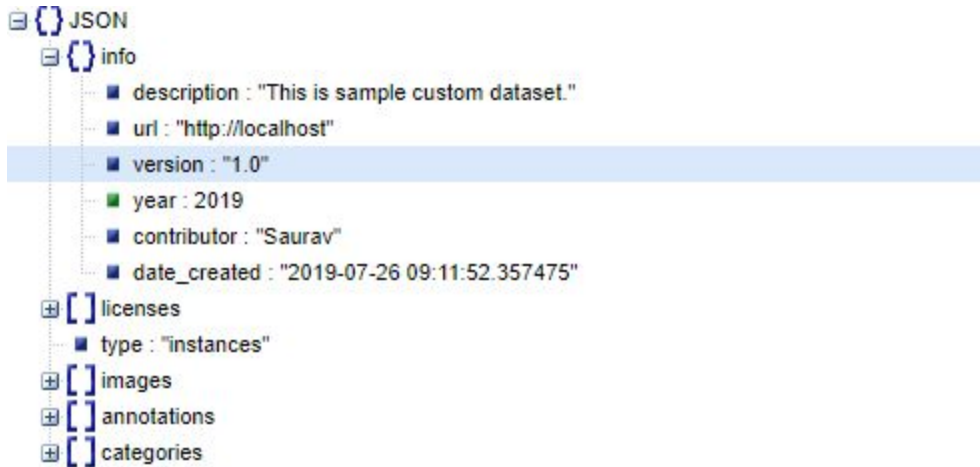 { } JSON
{ } info
description : "This is sample custom dataset."
url : "http://localhost"
version : "1.0"
year : 2019
contributor : "Saurav"
date_created : "2019-07-26 09:11:52.357475"
[ ] licenses
type : "instances"
[ ] images
[ ] annotations
[ ] categories